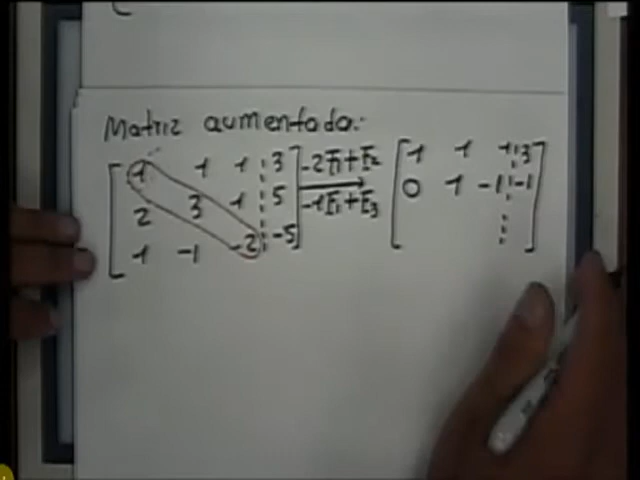 Matriz aumentada:
1 1 1 3 -2F1+F2 1 1 1 3
2 3 1 5 -1F1+F3 0 1 -1 -1
1 -1 -2 -5